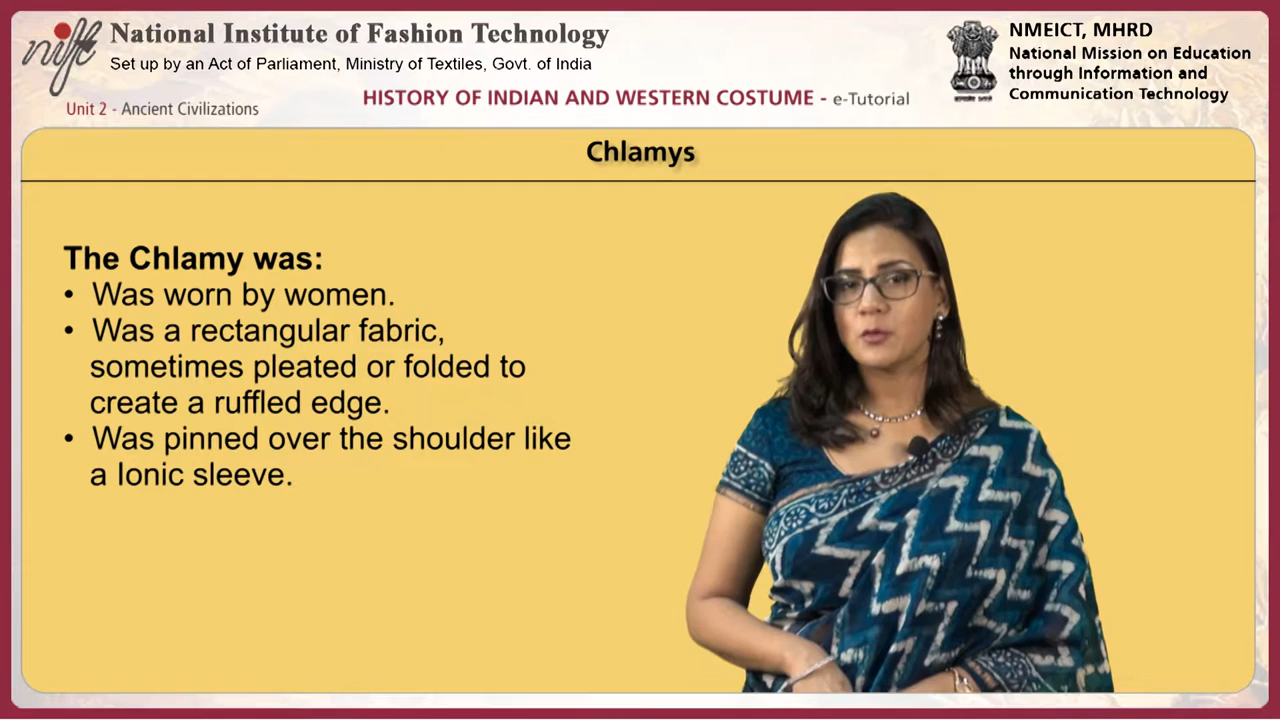 nift
National Institute of Fashion Technology
Set up by an Act of Parliament, Ministry of Textiles, Govt. of India
Unit 2 - Ancient Civilizations
HISTORY OF INDIAN AND WESTERN COSTUME - e-Tutorial
NMEICT, MHRD
National Mission on Education
through Information and
Communication Technology
Chlamys
The Chlamy was:
• Was worn by women.
• Was a rectangular fabric,
sometimes pleated or folded to
create a ruffled edge.
• Was pinned over the shoulder like
a Ionic sleeve.